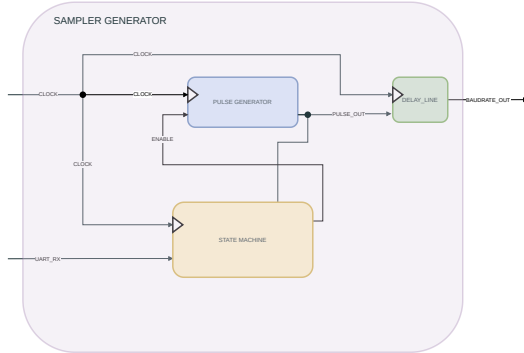 SAMPLER GENERATOR
CLOCK
CLOCK
CLOCK
PULSE GENERATOR
DELAY_LINE
BAUDRATE_OUT
PULSE_OUT
ENABLE
CLOCK
STATE MACHINE
UART_RX